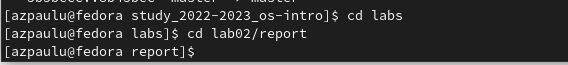 [azpaulu@fedora study_2022-2023_os-intro]$ cd labs
[azpaulu@fedora labs]$ cd lab02/report
[azpaulu@fedora report]$